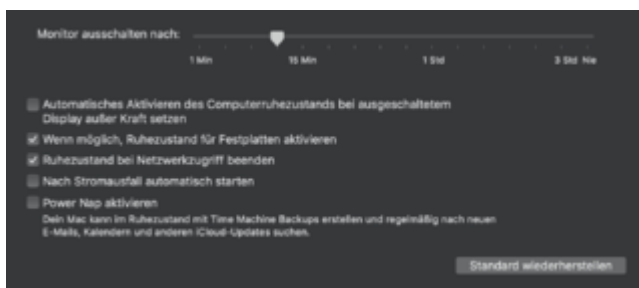 Monitor ausschalten nach:
1 Min 15 Min 1 Std 3 Std Nie
Automatisches Aktivieren des Computerruhezustands bei ausgeschaltetem
Display außer Kraft setzen
Wenn möglich, Ruhezustand für Festplatten aktivieren
Ruhezustand bei Netzwerkzugriff beenden
Nach Stromausfall automatisch starten
Power Nap aktivieren
Dein Mac kann im Ruhezustand mit Time Machine Backups erstellen und regelmäßig nach neuen
E-Mails, Kalendern und anderen iCloud-Updates suchen.
Standard wiederherstellen